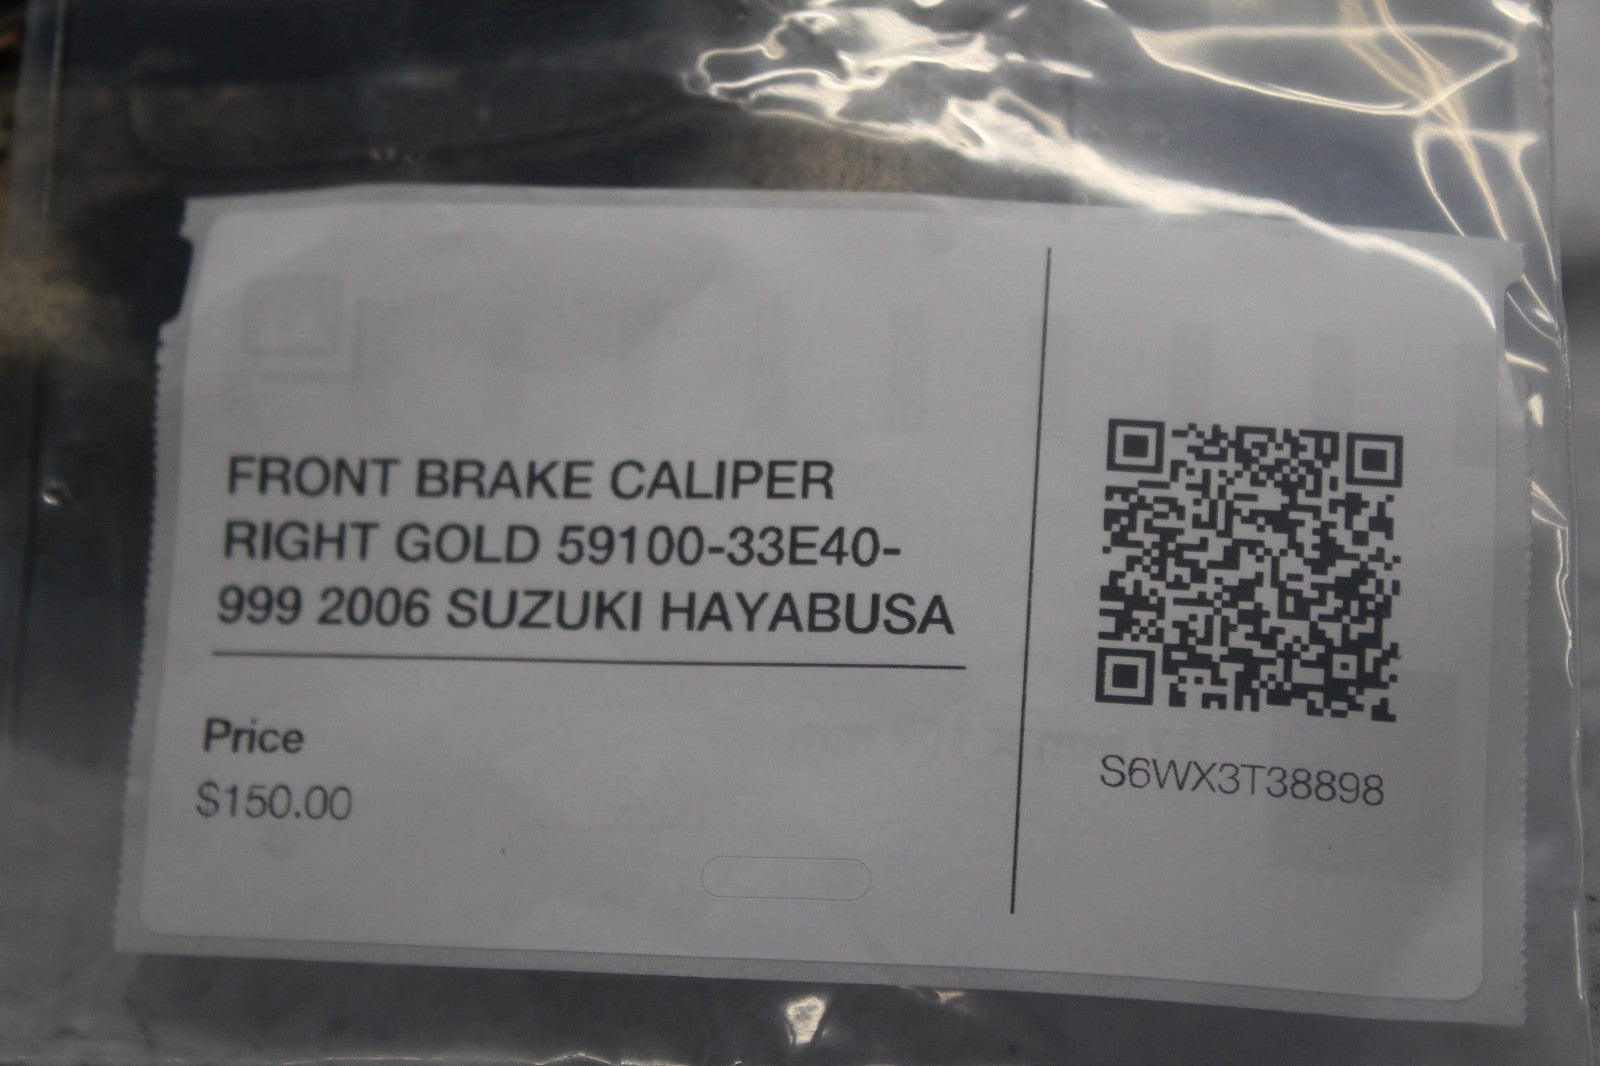 FRONT BRAKE CALIPER
RIGHT GOLD 59100-33E40-
999 2006 SUZUKI HAYABUSA
Price
$150.00
S6WX3T38898